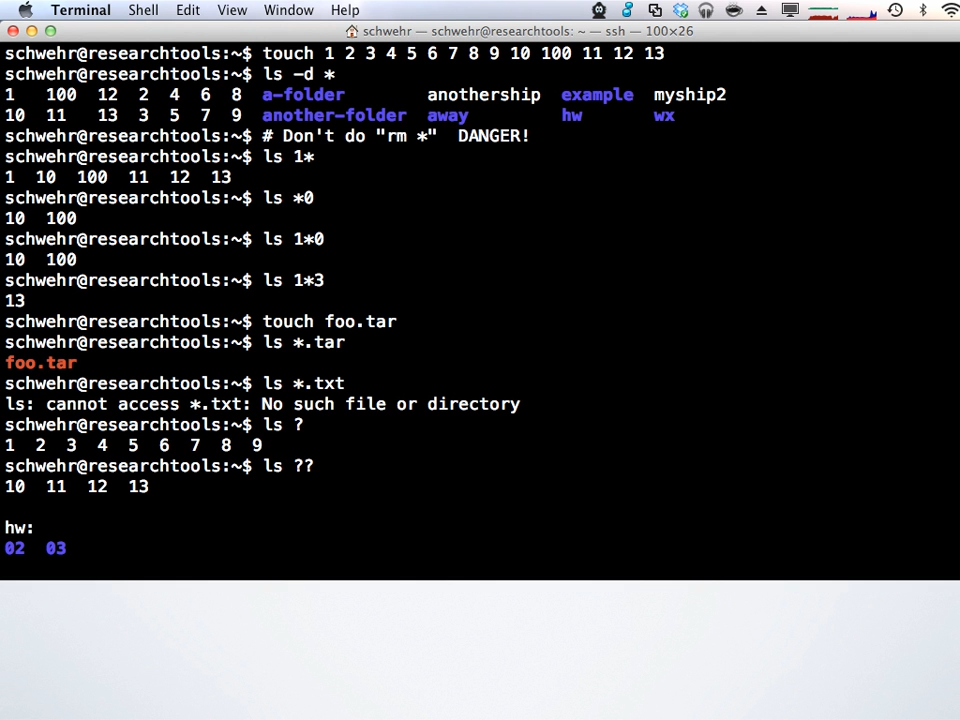 Terminal Shell Edit View Window Help
schwehr — schwehr@researchtools: ~ — ssh — 100×26
schwehr@researchtools:~$ touch 1 2 3 4 5 6 7 8 9 10 100 11 12 13
schwehr@researchtools:~$ ls -d *
1 100 12 2 4 6 8 a-folder anothership example myship2
10 11 13 3 5 7 9 another-folder away hw wx
schwehr@researchtools:~$ # Don't do "rm *" DANGER!
schwehr@researchtools:~$ ls 1*
1 10 100 11 12 13
schwehr@researchtools:~$ ls *0
10 100
schwehr@researchtools:~$ ls 1*0
10 100
schwehr@researchtools:~$ ls 1*3
13
schwehr@researchtools:~$ touch foo.tar
schwehr@researchtools:~$ ls *.tar
foo.tar
schwehr@researchtools:~$ ls *.txt
ls: cannot access *.txt: No such file or directory
schwehr@researchtools:~$ ls ?
1 2 3 4 5 6 7 8 9
schwehr@researchtools:~$ ls ??
10 11 12 13
hw:
02 03